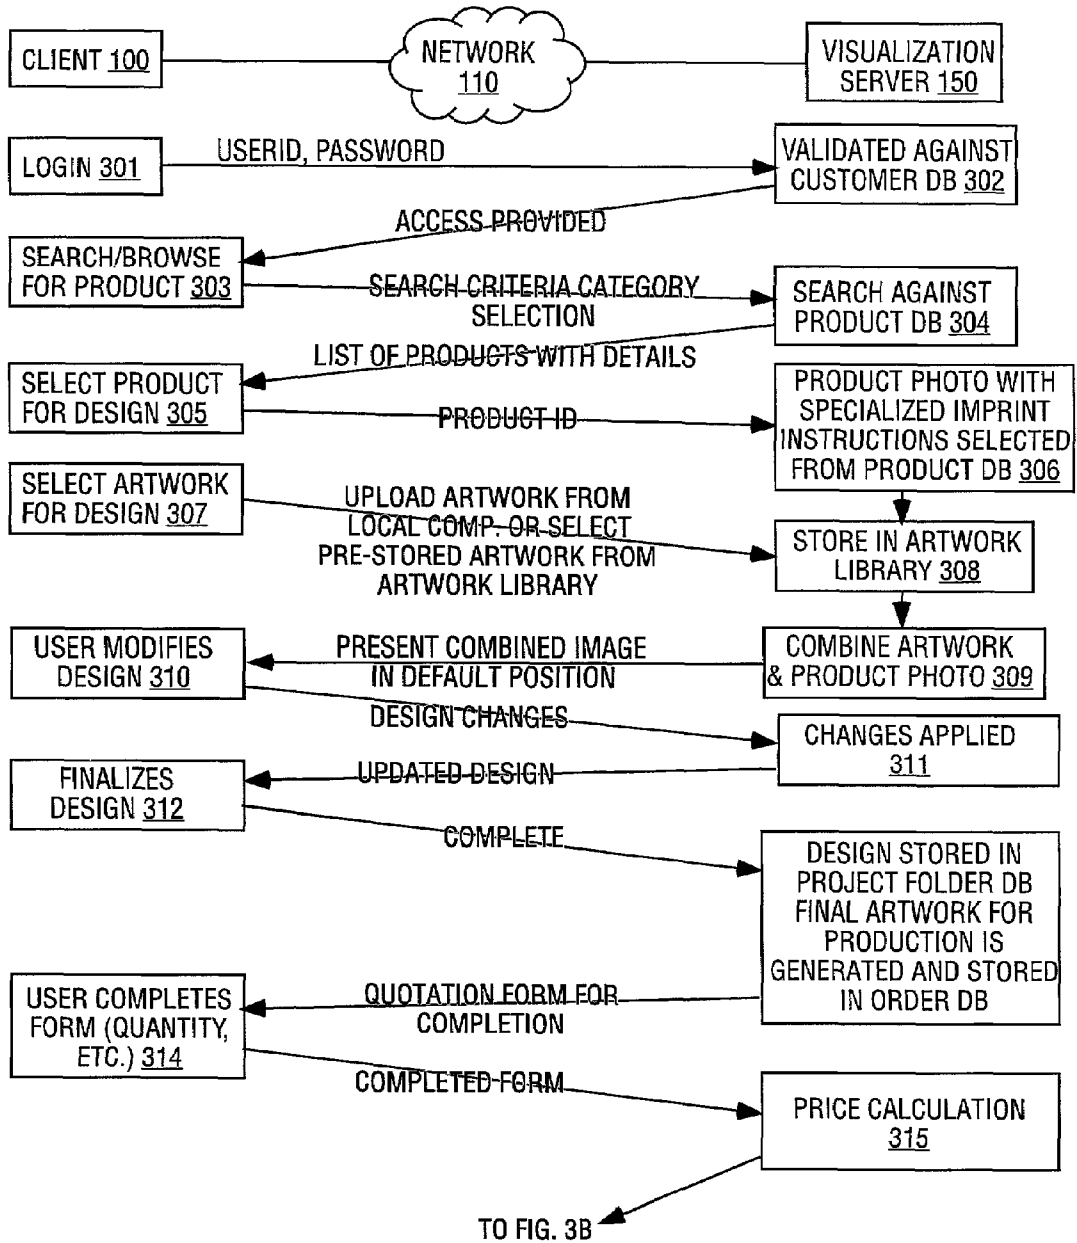 CLIENT 100
NETWORK
110
VISUALIZATION
SERVER 150
LOGIN 301
USERID, PASSWORD
VALIDATED AGAINST
CUSTOMER DB 302
ACCESS PROVIDED
SEARCH/BROWSE
FOR PRODUCT 303
SEARCH CRITERIA CATEGORY
SELECTION
SEARCH AGAINST
PRODUCT DB 304
LIST OF PRODUCTS WITH DETAILS
SELECT PRODUCT
FOR DESIGN 305
PRODUCT ID
PRODUCT PHOTO WITH
SPECIALIZED IMPRINT
INSTRUCTIONS SELECTED
FROM PRODUCT DB 306
SELECT ARTWORK
FOR DESIGN 307
UPLOAD ARTWORK FROM
LOCAL COMP. OR SELECT
PRE-STORED ARTWORK FROM
ARTWORK LIBRARY
STORE IN ARTWORK
LIBRARY 308
USER MODIFIES
DESIGN 310
PRESENT COMBINED IMAGE
IN DEFAULT POSITION
COMBINE ARTWORK
& PRODUCT PHOTO 309
DESIGN CHANGES
CHANGES APPLIED
311
UPDATED DESIGN
FINALIZES
DESIGN 312
COMPLETE
DESIGN STORED IN
PROJECT FOLDER DB
FINAL ARTWORK FOR
PRODUCTION IS
GENERATED AND STORED
IN ORDER DB
QUOTATION FORM FOR
COMPLETION
USER COMPLETES
FORM (QUANTITY,
ETC.) 314
COMPLETED FORM
PRICE CALCULATION
315
TO FIG. 3B